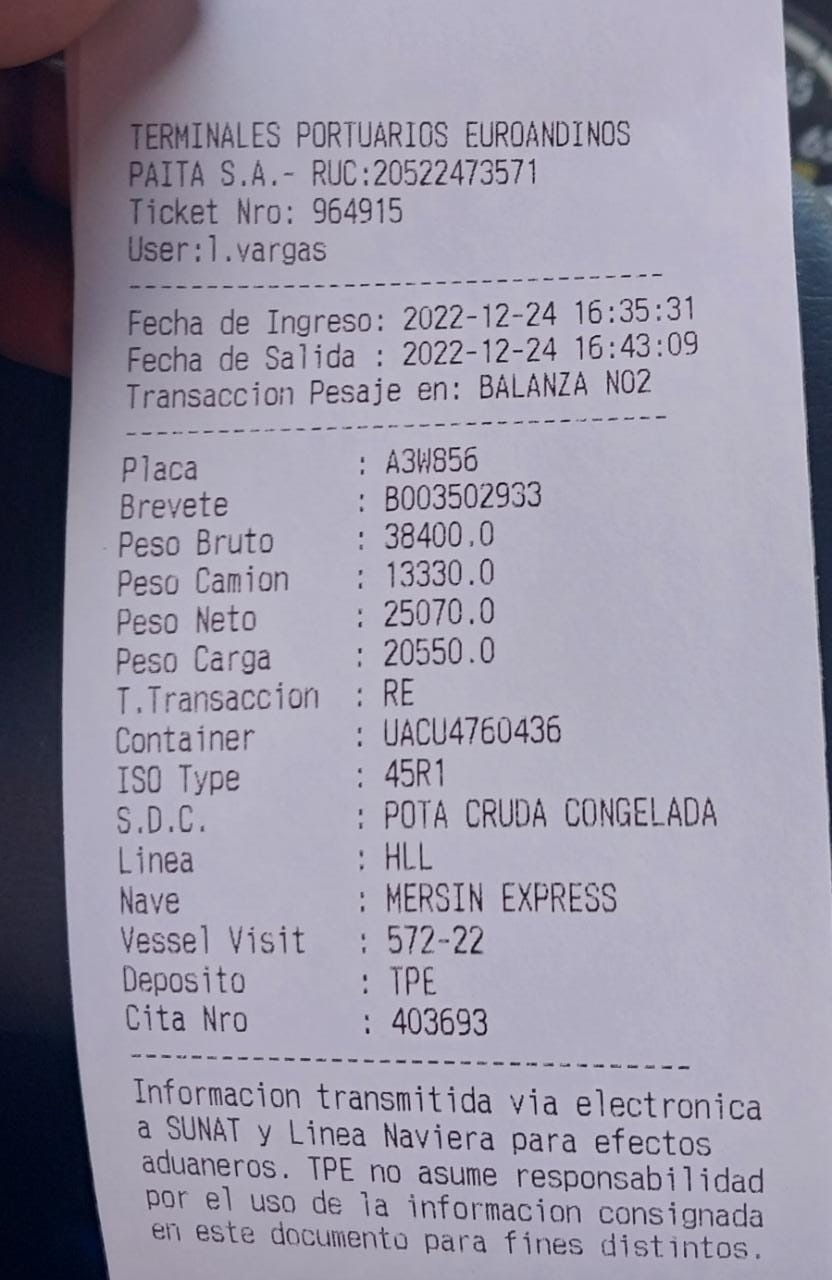 TERMINALES PORTUARIOS EUROANDINOS
PAITA S.A.- RUC:20522473571
Ticket Nro: 964915
User:l.vargas
----------------------------------
Fecha de Ingreso: 2022-12-24 16:35:31
Fecha de Salida : 2022-12-24 16:43:09
Transaccion Pesaje en: BALANZA NO2
----------------------------------
Placa : A3W856
Brevete : B003502933
Peso Bruto : 38400.0
Peso Camion : 13330.0
Peso Neto : 25070.0
Peso Carga : 20550.0
T.Transaccion : RE
Container : UACU4760436
ISO Type : 45R1
S.D.C. : POTA CRUDA CONGELADA
Linea : HLL
Nave : MERSIN EXPRESS
Vessel Visit : 572-22
Deposito : TPE
Cita Nro : 403693
----------------------------------
Informacion transmitida via electronica
a SUNAT y Linea Naviera para efectos
aduaneros. TPE no asume responsabilidad
por el uso de la informacion consignada
en este documento para fines distintos.